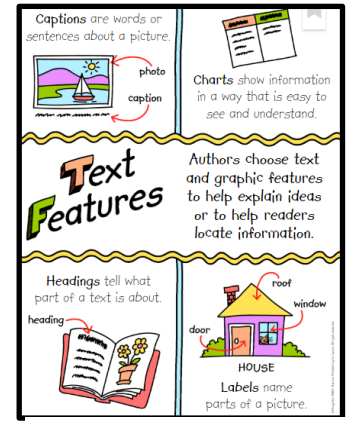 Captions are words or
sentences about a picture.
photo
caption
Charts show information
in a way that is easy to
see and understand.
Text
Features
Authors choose text
and graphic features
to help explain ideas
or to help readers
locate information.
Headings tell what
part of a text is about.
heading
roof
window
door
HOUSE
Labels name
parts of a picture.